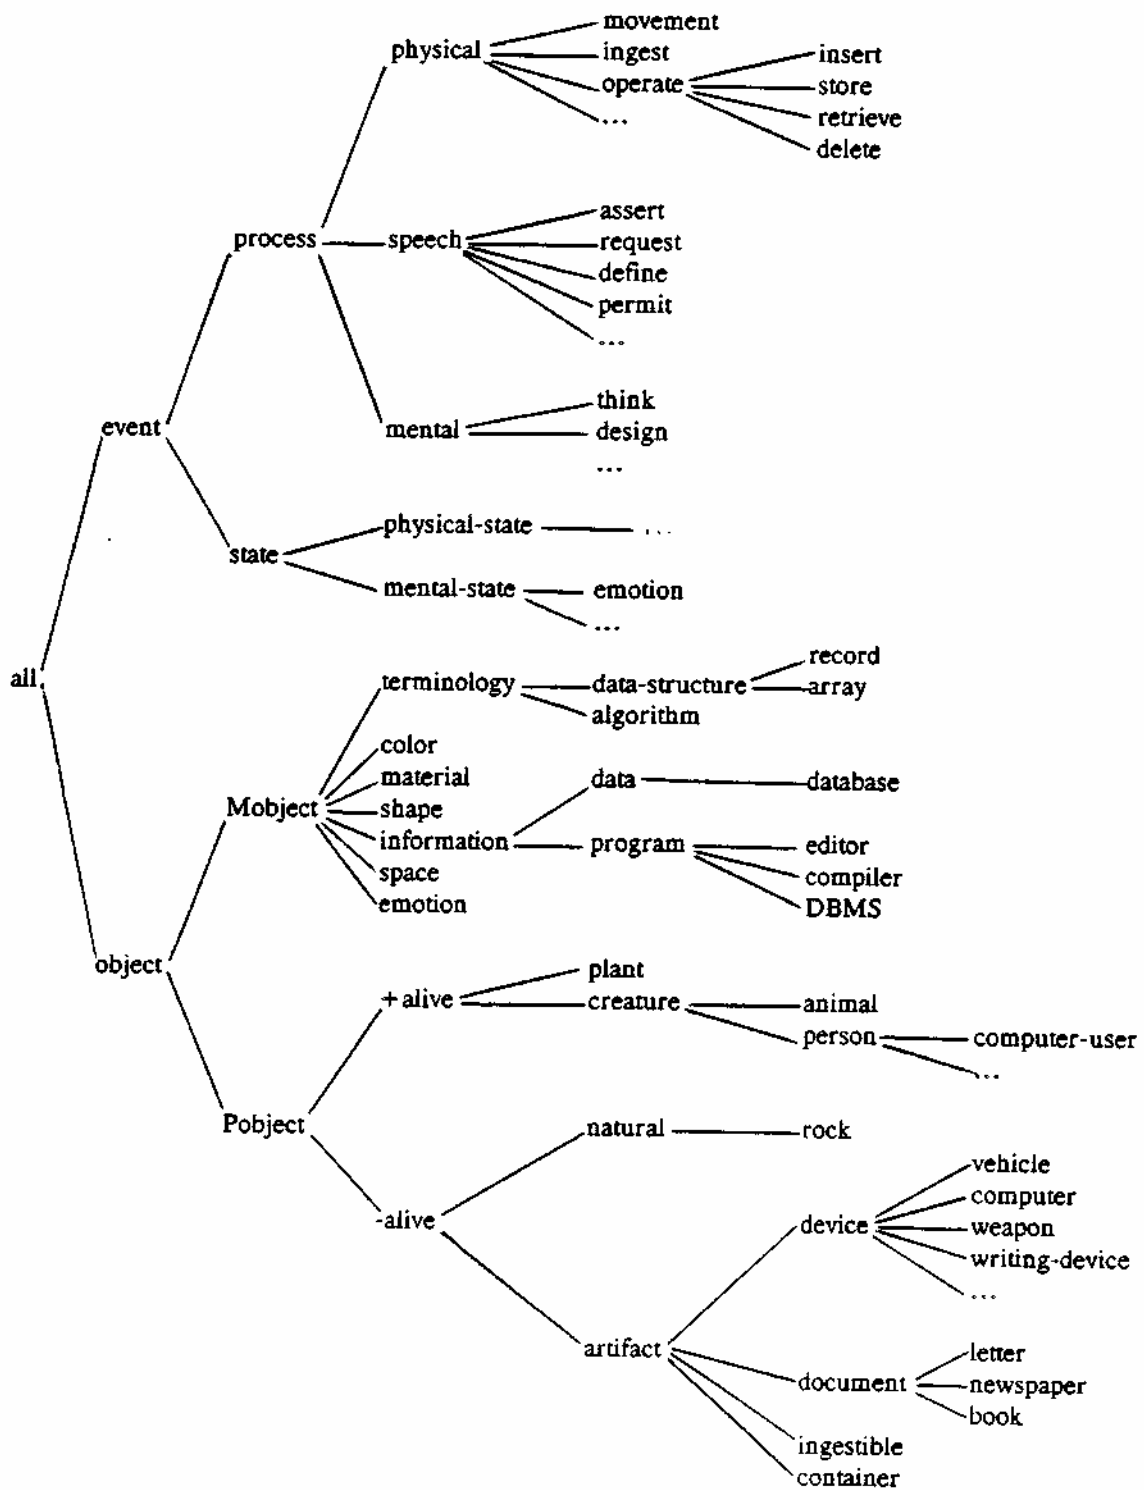 movement
physical
ingest
insert
operate
store
...
retrieve
delete
assert
process
speech
request
define
permit
...
think
event
mental
design
...
physical-state
...
state
mental-state
emotion
...
record
all
terminology
data-structure
array
algorithm
color
material
data
database
Mobject
shape
information
program
editor
space
compiler
emotion
DBMS
object
plant
+alive
creature
animal
person
computer-user
...
Pobject
natural
rock
vehicle
-alive
computer
device
weapon
writing-device
...
artifact
letter
document
newspaper
book
ingestible
container